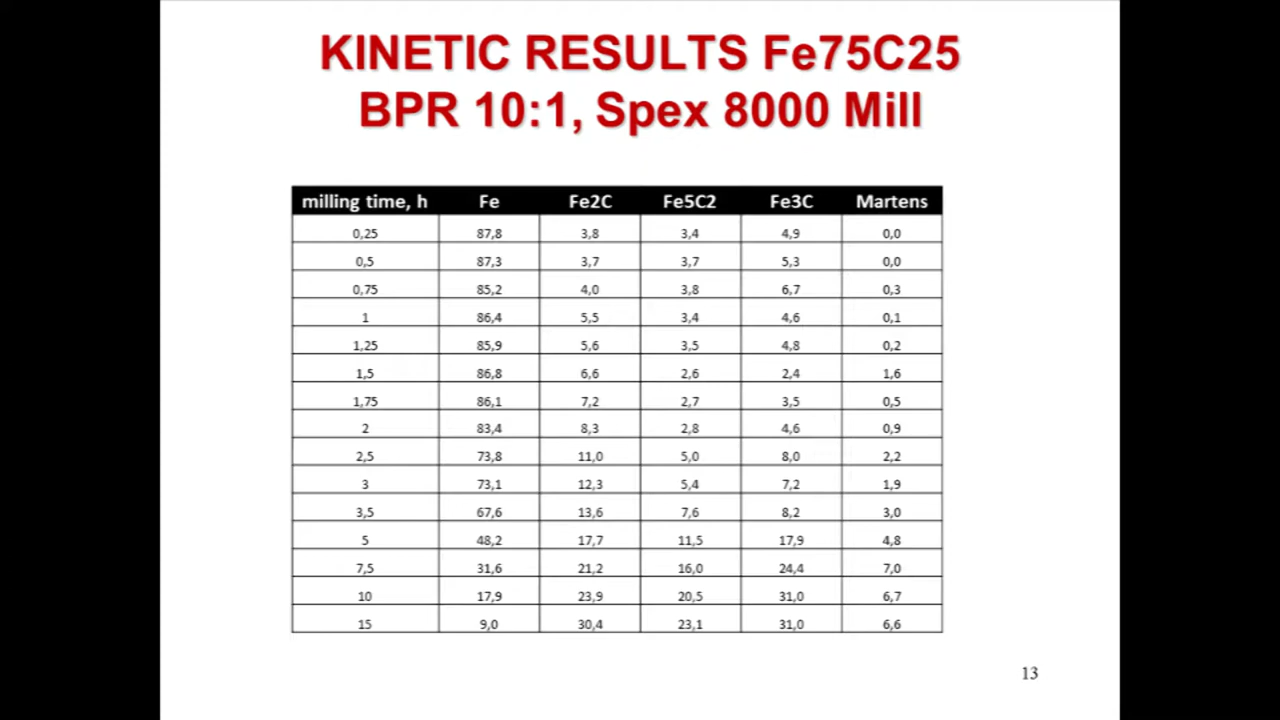 KINETIC RESULTS Fe75C25
BPR 10:1, Spex 8000 Mill
milling time, h Fe Fe2C Fe5C2 Fe3C Martens
0,25 87,8 3,8 3,4 4,9 0,0
0,5 87,3 3,7 3,7 5,3 0,0
0,75 85,2 4,0 3,8 6,7 0,3
1 86,4 5,5 3,4 4,6 0,1
1,25 85,9 5,6 3,5 4,8 0,2
1,5 86,8 6,6 2,6 2,4 1,6
1,75 86,1 7,2 2,7 3,5 0,5
2 83,4 8,3 2,8 4,6 0,9
2,5 73,8 11,0 5,0 8,0 2,2
3 73,1 12,3 5,4 7,2 1,9
3,5 67,6 13,6 7,6 8,2 3,0
5 48,2 17,7 11,5 17,9 4,8
7,5 31,6 21,2 16,0 24,4 7,0
10 17,9 23,9 20,5 31,0 6,7
15 9,0 30,4 23,1 31,0 6,6
13